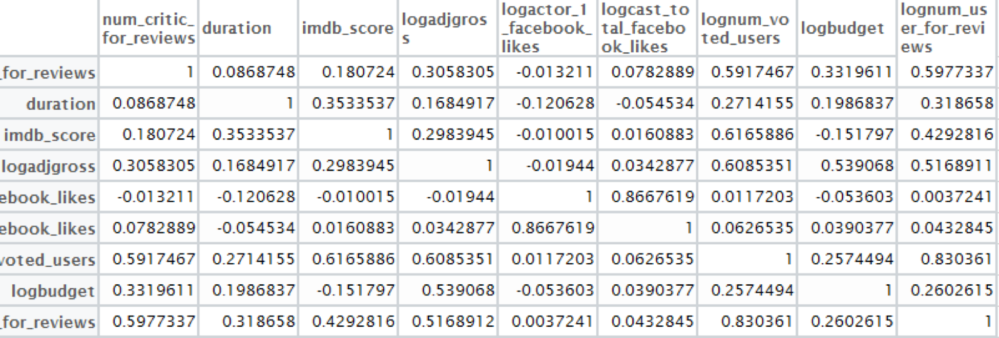 num_critic_for_reviews duration imdb_score logadjgross logactor_1_facebook_likes logcast_total_facebook_likes lognum_voted_users logbudget lognum_user_for_reviews
_for_reviews 1 0.0868748 0.180724 0.3058305 -0.013211 0.0782889 0.5917467 0.3319611 0.5977337
duration 0.0868748 1 0.3533537 0.1684917 -0.120628 -0.054534 0.2714155 0.1986837 0.318658
imdb_score 0.180724 0.3533537 1 0.2983945 -0.010015 0.0160883 0.6165886 -0.151797 0.4292816
logadjgross 0.3058305 0.1684917 0.2983945 1 -0.01944 0.0342877 0.6085351 0.539068 0.5168911
ebook_likes -0.013211 -0.120628 -0.010015 -0.01944 1 0.8667619 0.0117203 -0.053603 0.0037241
ebook_likes 0.0782889 -0.054534 0.0160883 0.0342877 0.8667619 1 0.0626535 0.0390377 0.0432845
voted_users 0.5917467 0.2714155 0.6165886 0.6085351 0.0117203 0.0626535 1 0.2574494 0.830361
logbudget 0.3319611 0.1986837 -0.151797 0.539068 -0.053603 0.0390377 0.2574494 1 0.2602615
_for_reviews 0.5977337 0.318658 0.4292816 0.5168912 0.0037241 0.0432845 0.830361 0.2602615 1